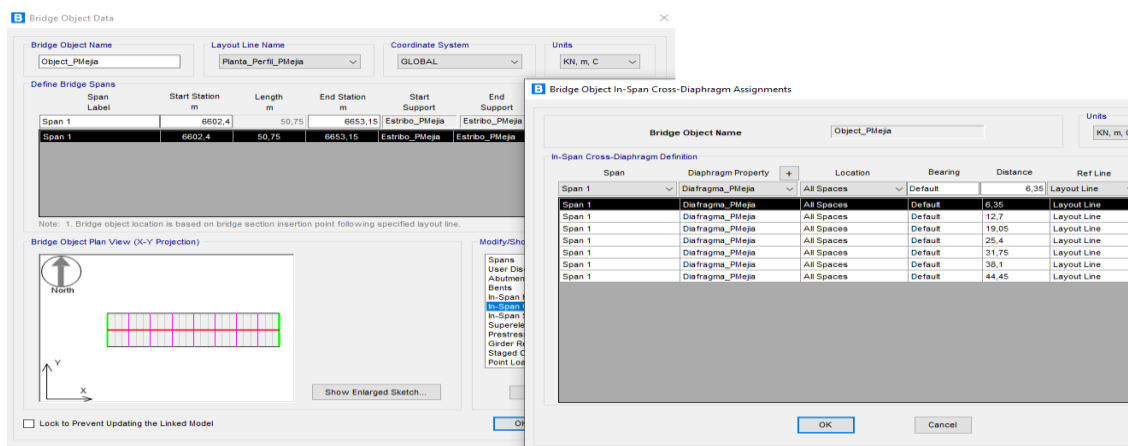 B Bridge Object Data
Bridge Object Name
Object_PMejia
Layout Line Name
Planta_Perfil_PMejia
Coordinate System
GLOBAL
Units
KN, m, C
Define Bridge Spans
Span Label
Start Station m
Length m
End Station m
Start Support
End Support
Span 1 6602,4 50,75 6653,15 Estribo_PMejia Estribo_PMejia
Span 1 6602,4 50,75 6653,15 Estribo_PMejia Estribo_PMejia
Note: 1. Bridge object location is based on bridge section insertion point following specified layout line.
Bridge Object Plan View (X-Y Projection)
North
Y
X
Show Enlarged Sketch...
Modify/Sho
Spans
User Dis
Abutmen
Bents
In-Span
In-Span
In-Span
Superele
Prestres
Girder R
Staged C
Point Loa
Lock to Prevent Updating the Linked Model
B Bridge Object In-Span Cross-Diaphragm Assignments
Bridge Object Name
Object_PMejia
Units
KN, m,
In-Span Cross-Diaphragm Definition
Span Diaphragm Property + Location Bearing Distance Ref Line
Span 1 Diafragma_PMejia All Spaces Default 6,35 Layout Line
Span 1 Diafragma_PMejia All Spaces Default 6,35 Layout Line
Span 1 Diafragma_PMejia All Spaces Default 12,7 Layout Line
Span 1 Diafragma_PMejia All Spaces Default 19,05 Layout Line
Span 1 Diafragma_PMejia All Spaces Default 25,4 Layout Line
Span 1 Diafragma_PMejia All Spaces Default 31,75 Layout Line
Span 1 Diafragma_PMejia All Spaces Default 38,1 Layout Line
Span 1 Diafragma_PMejia All Spaces Default 44,45 Layout Line
OK
Cancel